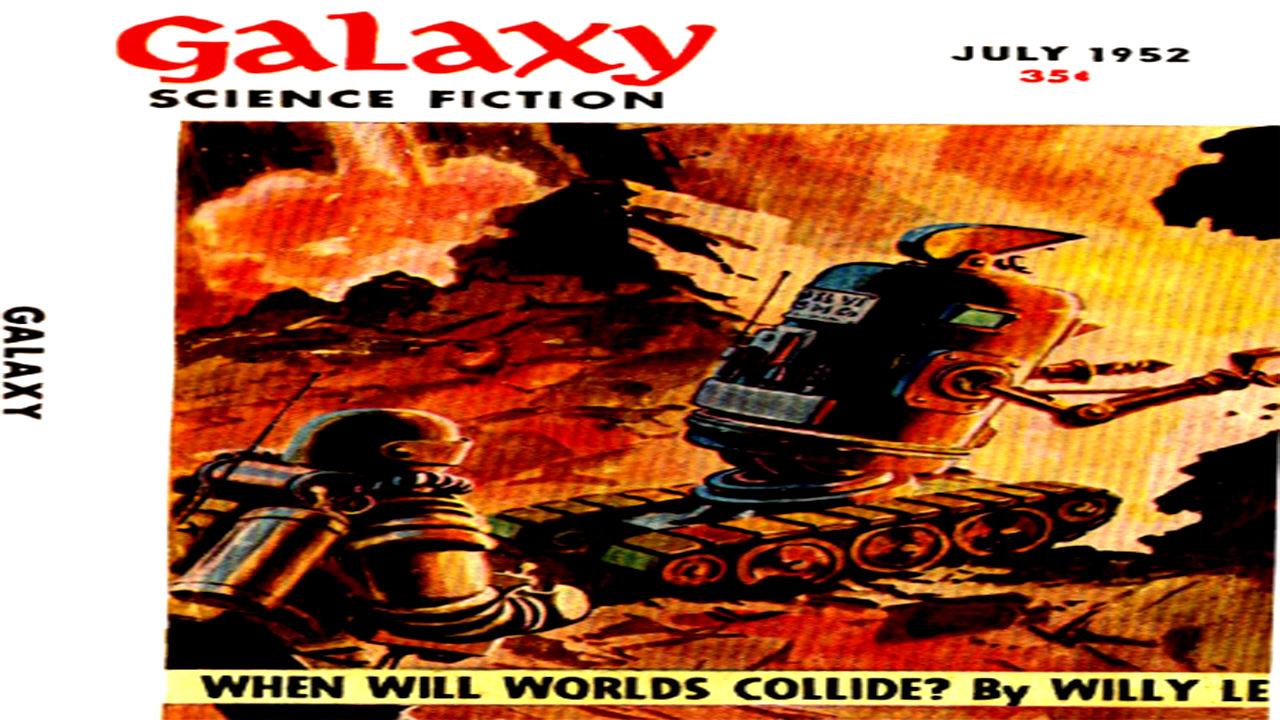 GaLaxy
SCIENCE FICTION
JULY 1952
35¢
GALAXY
WHEN WILL WORLDS COLLIDE? By WILLY LE